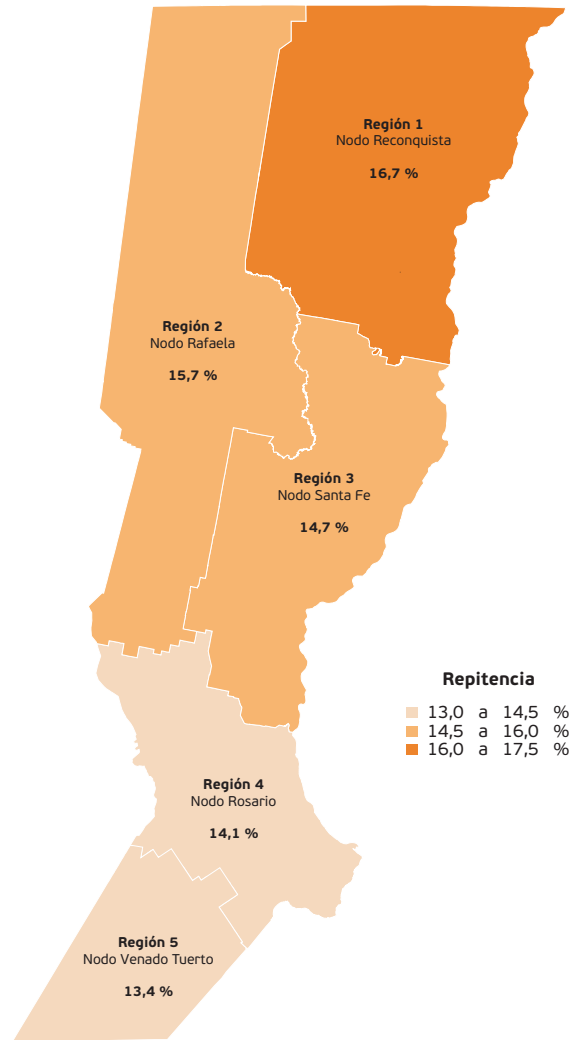 Región 1
Nodo Reconquista
16,7 %
Región 2
Nodo Rafaela
15,7 %
Región 3
Nodo Santa Fe
14,7 %
Repitencia
13,0 a 14,5 %
14,5 a 16,0 %
16,0 a 17,5 %
Región 4
Nodo Rosario
14,1 %
Región 5
Nodo Venado Tuerto
13,4 %